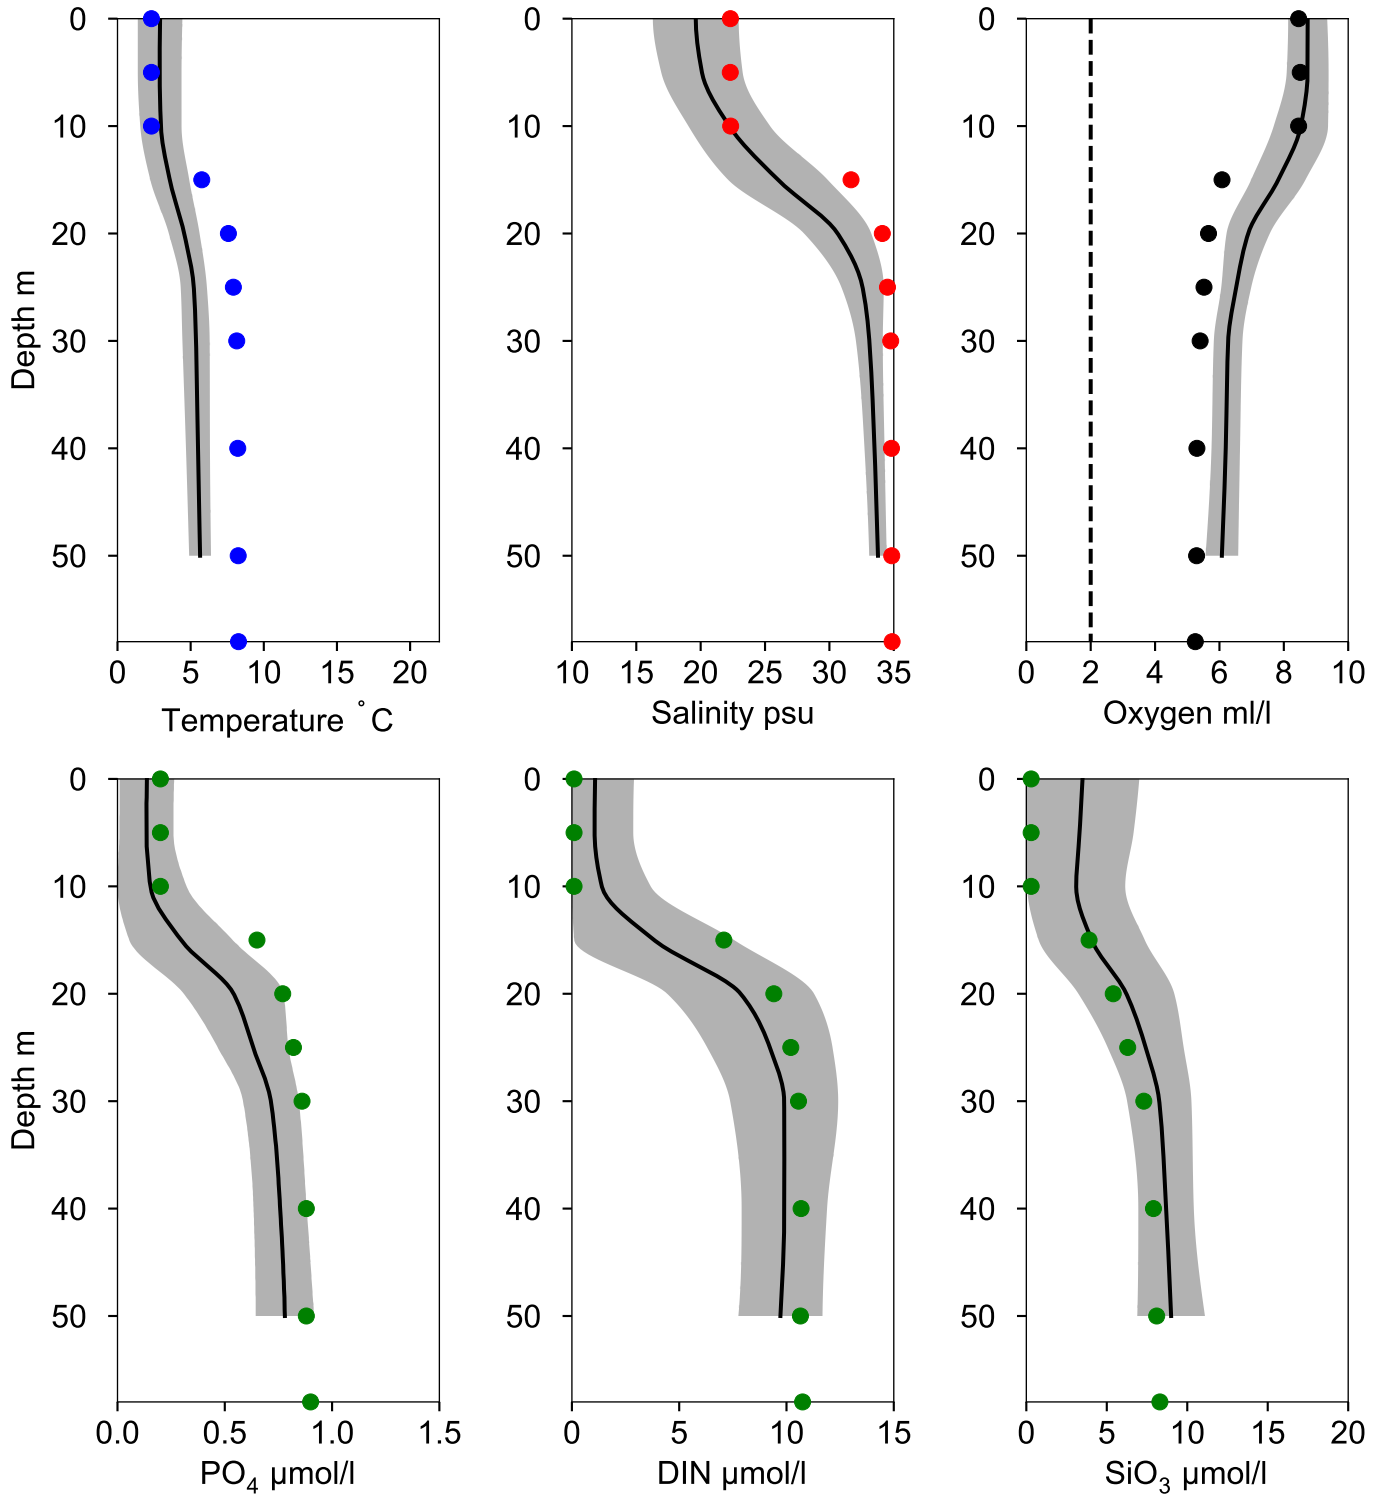 0 0 0
10 10 10
20 20 20
30 30 30
40 40 40
50 50 50
Depth m
0 5 10 15 20 10 15 20 25 30 35 0 2 4 6 8 10
Temperature °C Salinity psu Oxygen ml/l
0 0 0
10 10 10
20 20 20
30 30 30
40 40 40
50 50 50
Depth m
0.0 0.5 1.0 1.5 0 5 10 15 0 5 10 15 20
PO₄ µmol/l DIN µmol/l SiO₃ µmol/l